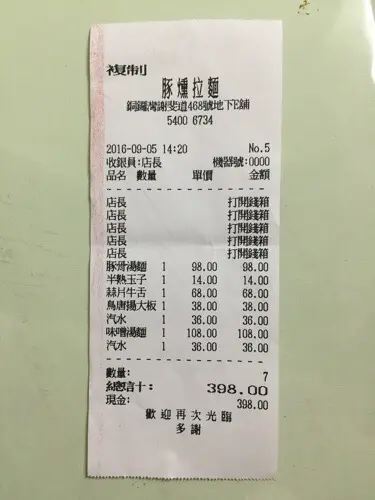 複制
豚燻拉麵
銅鑼灣謝斐道468號地下E舖
5400 6734
2016-09-05 14:20 No.5
收銀員:店長 機器號:0000
品名 數量 單價 金額
店長 打開錢箱
店長 打開錢箱
店長 打開錢箱
店長 打開錢箱
店長 打開錢箱
豚骨湯麵 1 98.00 98.00
半熟玉子 1 14.00 14.00
蒜片牛舌 1 68.00 68.00
鳥唐揚大板 1 38.00 38.00
汽水 1 36.00 36.00
味噌湯麵 1 108.00 108.00
汽水 1 36.00 36.00
數量: 7
總計: 398.00
現金: 398.00
歡迎再次光臨
多謝